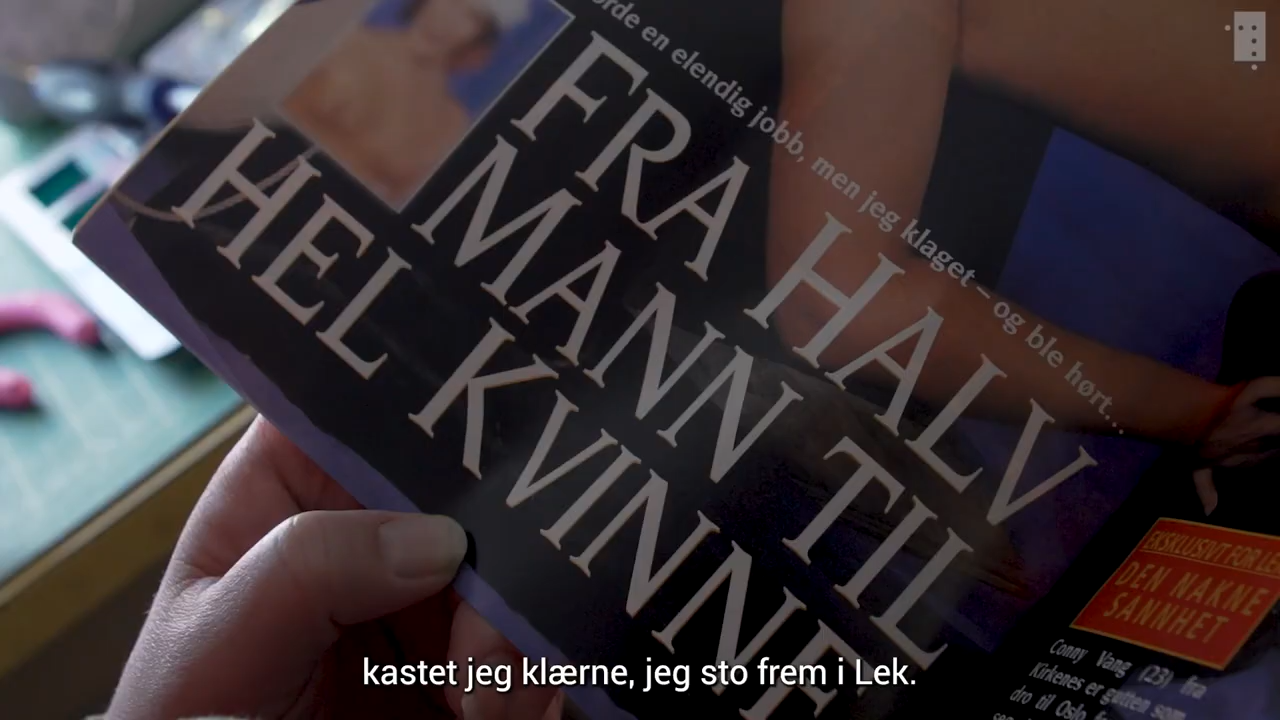 jorde en elendig jobb, men jeg klaget – og ble hørt...
FRA HALV
MANN TIL
HEL KVINNE
EKSKLUSIVT FOR LE
DEN NAKNE
SANNHET
Conny Vang (23) fra
Kirkenes er gutten som
dro til Oslo
kastet jeg klærne, jeg sto frem i Lek.